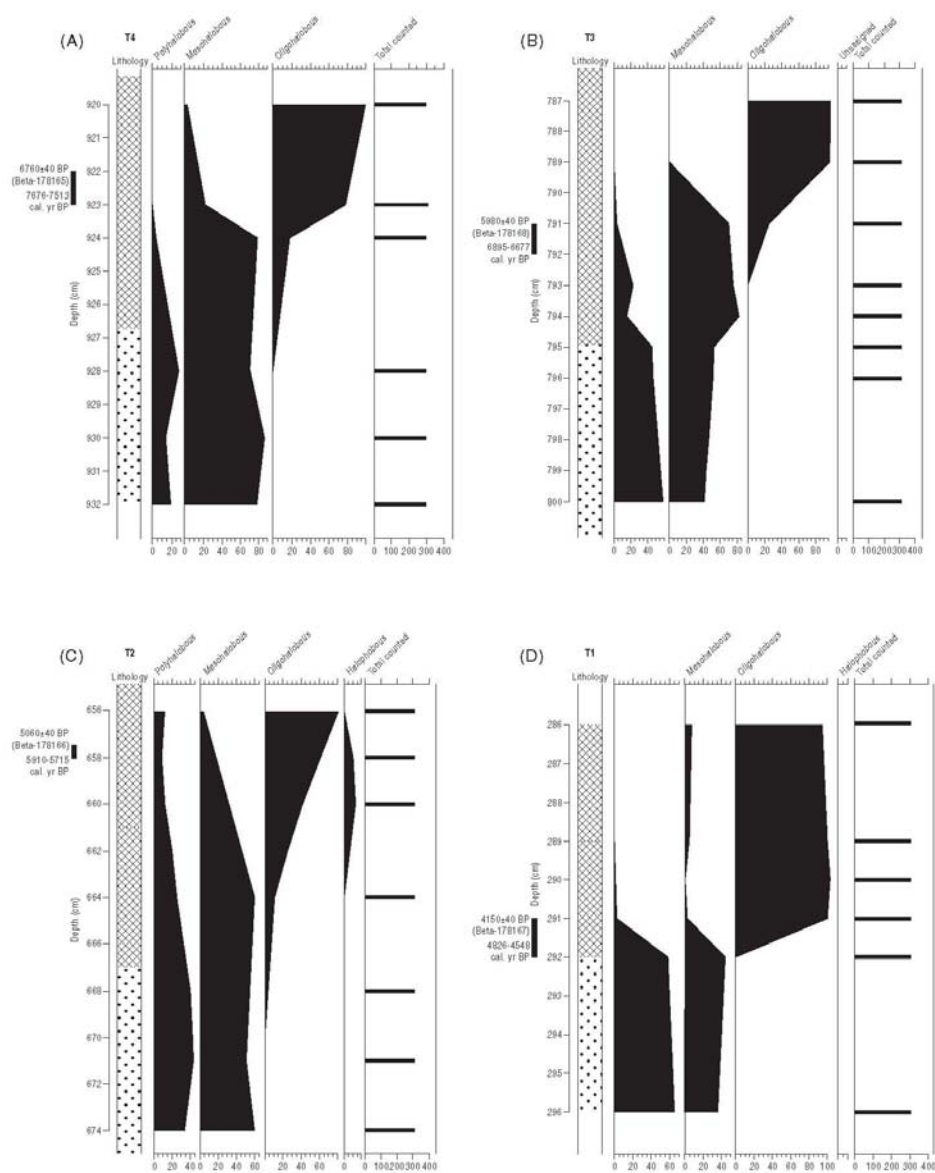 (A) T4 Lithology Polyhalobous Mesohalobous Oligohalobous Total counted
920
921
6760±40 BP
(Beta-178165)
7676-7513
cal. yr BP
922
923
924
925
926
927
928
929
930
931
932
Depth (cm)
0 20 0 20 40 60 80 0 20 40 60 80 0 100 200 300 400
(B) T3 Lithology Mesohalobous Oligohalobous Unassigned Total counted
787
788
789
790
5980±40 BP
(Beta-178168)
6895-6677
cal. yr BP
791
792
793
794
795
796
797
798
799
800
Depth (cm)
0 20 40 0 20 40 60 80 0 20 40 60 80 0 0 100 200 300 400
(C) T2 Lithology Polyhalobous Mesohalobous Oligohalobous Halophobous Total counted
656
5060±40 BP
(Beta-178166)
5910-5715
cal. yr BP
658
660
662
664
666
668
670
672
674
Depth (cm)
0 20 40 0 20 40 60 0 20 40 60 0 0 100 200 300 400
(D) T1 Lithology Mesohalobous Oligohalobous Halophobous Total counted
286
287
289
290
4150±40 BP
(Beta-178167)
4826-4548
cal. yr BP
291
292
293
294
295
296
Depth (cm)
0 20 40 60 0 20 40 0 20 40 60 80 100 0 0 100 200 300 400